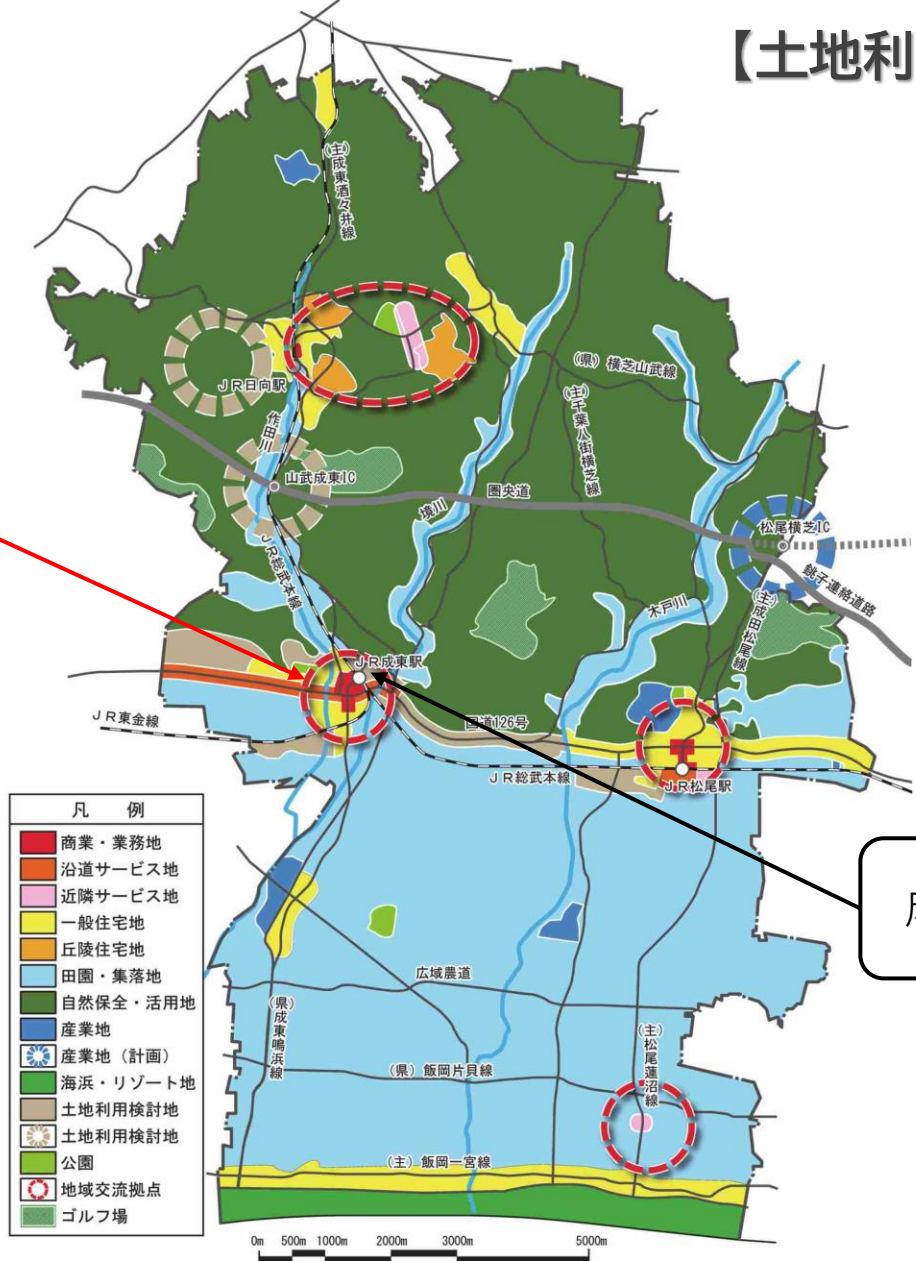 【土地利
(主)成東酒々井線
JR日向駅
(県)横芝山武線
(主)千葉八街横芝線
作田川
山武成東IC
圏央道
境川
松尾横芝IC
銚子連絡道路
JR総武本線
木戸川
(主)成田松尾線
JR成東駅
JR東金線
国道126号
JR総武本線
JR松尾駅
凡 例
商業・業務地
沿道サービス地
近隣サービス地
一般住宅地
丘陵住宅地
田園・集落地
自然保全・活用地
産業地
産業地(計画)
海浜・リゾート地
土地利用検討地
土地利用検討地
公園
地域交流拠点
ゴルフ場
広域農道
(県)成東鳴浜線
(県)飯岡片貝線
(主)松尾蓮沼線
(主)飯岡一宮線
0m 500m 1000m 2000m 3000m 5000m